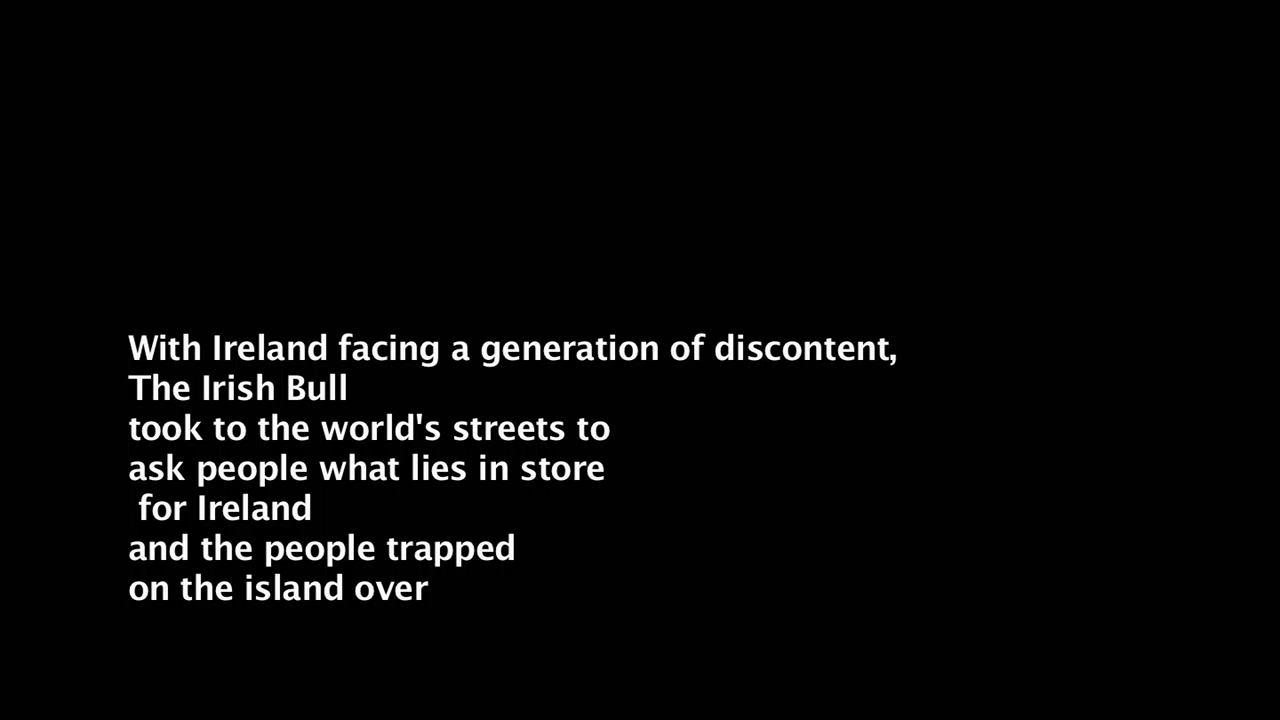 With Ireland facing a generation of discontent,
The Irish Bull
took to the world's streets to
ask people what lies in store
for Ireland
and the people trapped
on the island over